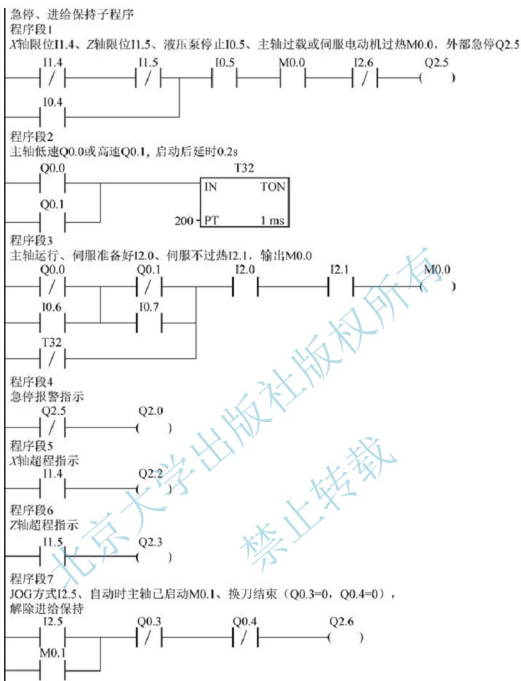 急停、进给保持子程序
程序段1
X轴限位I1.4、Z轴限位I1.5、液压泵停止I0.5、主轴过载或伺服电动机过热M0.0，外部急停Q2.5
I1.4 I1.5 I0.5 M0.0 I2.6 Q2.5
I0.4
程序段2
主轴低速Q0.0或高速Q0.1，启动后延时0.2s
Q0.0 T32
IN TON
Q0.1
200 PT 1 ms
程序段3
主轴运行、伺服准备好I2.0、伺服不过热I2.1，输出M0.0
Q0.0 Q0.1 I2.0 I2.1 M0.0
I0.6 I0.7
T32
程序段4
急停报警指示
Q2.5 Q2.0
程序段5
X轴超程指示
I1.4 Q2.2
程序段6
Z轴超程指示
I1.5 Q2.3
程序段7
JOG方式I2.5、自动时主轴已启动M0.1、换刀结束（Q0.3=0，Q0.4=0），
解除进给保持
I2.5 Q0.3 Q0.4 Q2.6
M0.1
北京大学出版社版权所有
禁止转载